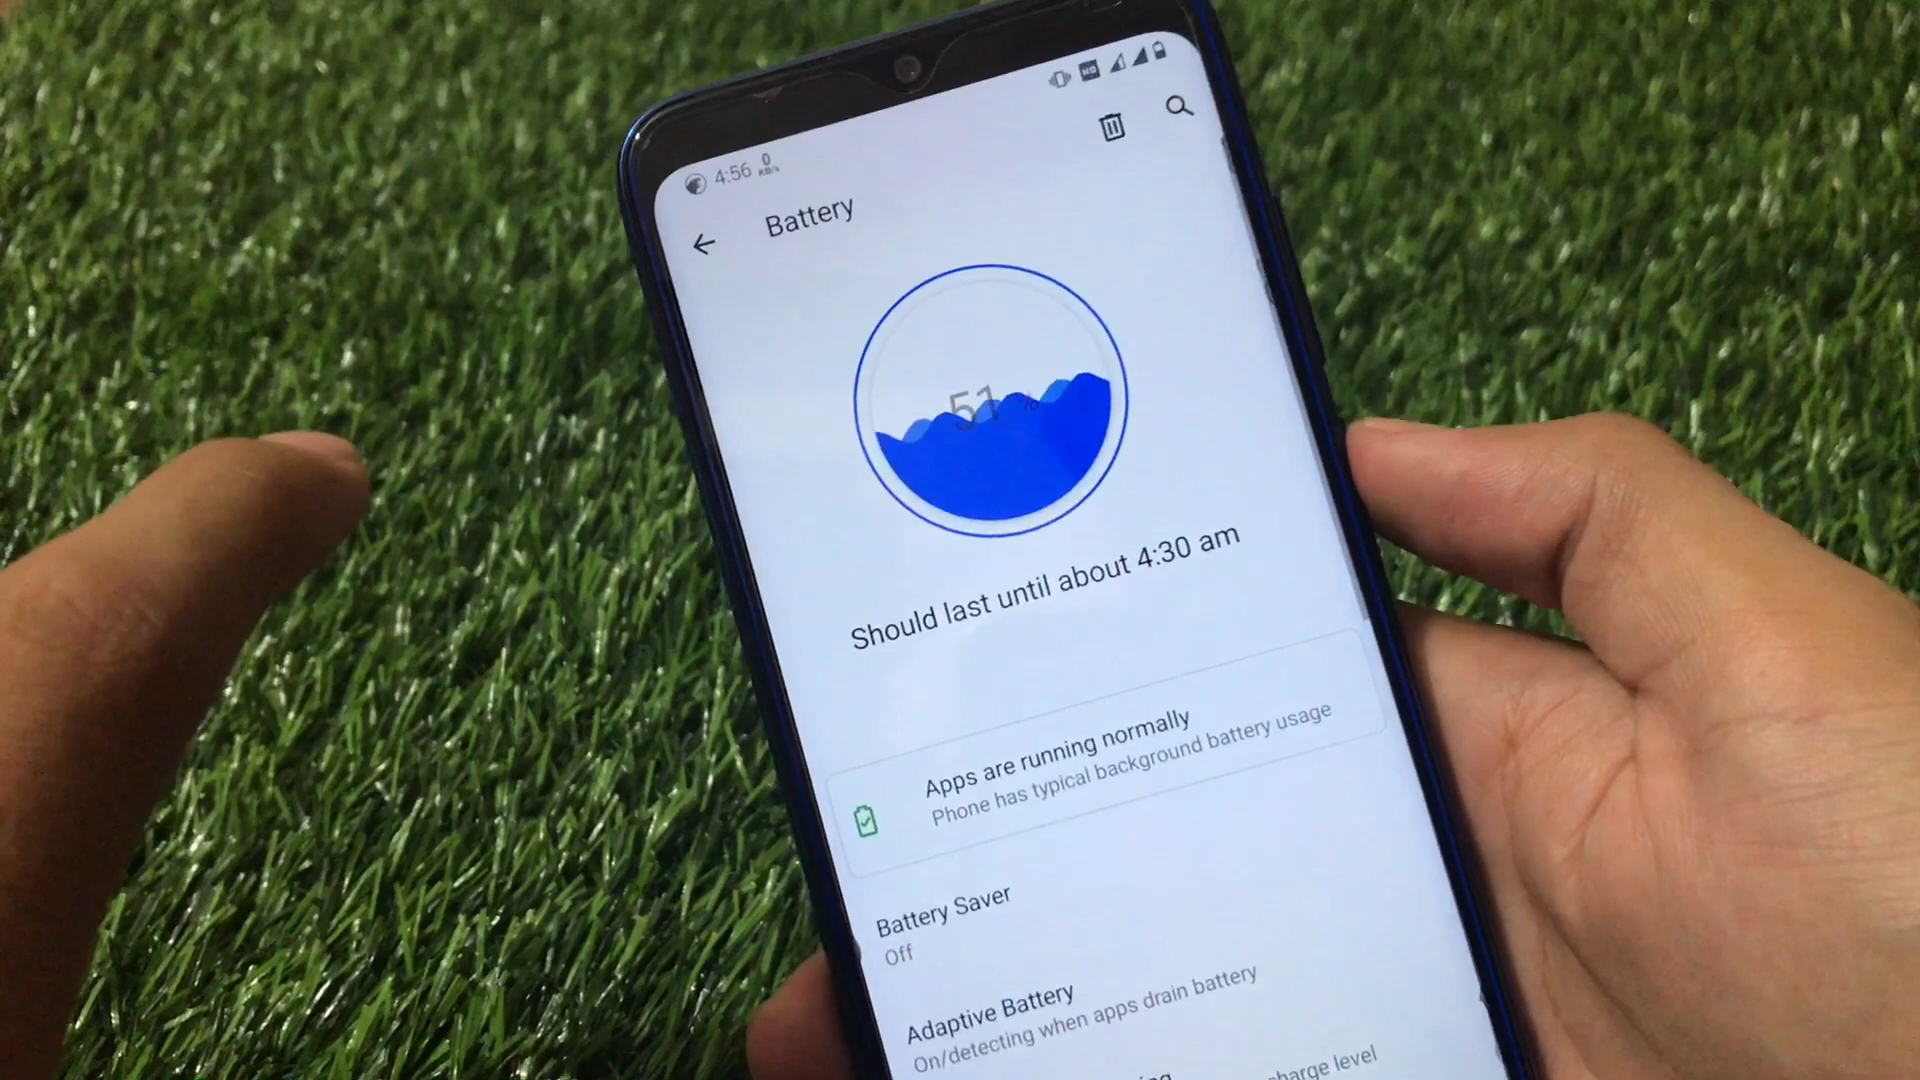 4:56 0 KB/s
Battery
51 %
Should last until about 4:30 am
Apps are running normally
Phone has typical background battery usage
Battery Saver
Off
Adaptive Battery
On/detecting when apps drain battery
charge level